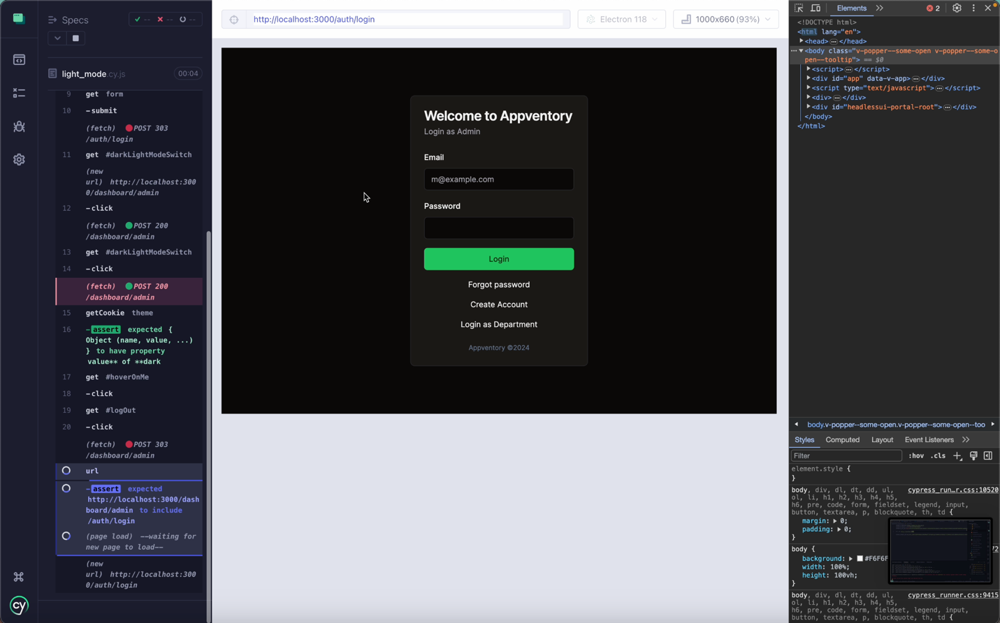 Specs
✓ -- ✕ -- --
light_mode.cy.js 00:04
9 get form
10 -submit
(fetch) POST 303
/auth/login
11 get #darkLightModeSwitch
(new
url) http://localhost:300
0/dashboard/admin
12 -click
(fetch) POST 200
/dashboard/admin
13 get #darkLightModeSwitch
14 -click
(fetch) POST 200
/dashboard/admin
15 getCookie theme
16 -assert expected {
Object (name, value, ...)
} to have property
value** of **dark
17 get #hoverOnMe
18 -click
19 get #logOut
20 -click
(fetch) POST 303
/dashboard/admin
url
-assert expected
http://localhost:3000/dash
board/admin to include
/auth/login
(page load) --waiting for
new page to load--
(new
url) http://localhost:300
0/auth/login
cy
http://localhost:3000/auth/login
Electron 118
1000x660 (93%)
Welcome to Appventory
Login as Admin
Email
m@example.com
Password
Login
Forgot password
Create Account
Login as Department
Appventory ©2024
Elements
2
<!DOCTYPE html>
<html lang="en">
<head> … </head>
<body class="v-popper--some-open v-popper--some-o
pen--tooltip"> == $0
<script> … </script>
<div id="app" data-v-app> … </div>
<script type="text/javascript"> … </script>
<div> … </div>
<div id="headlessui-portal-root"> … </div>
</body>
</html>
body.v-popper--some-open.v-popper--some-open--too
Styles Computed Layout Event Listeners
Filter
:hov .cls
element.style {
}
body, div, dl, dt, dd, ul, cypress_run…r.css:10520
ol, li, h1, h2, h3, h4, h5,
h6, pre, code, form, fieldset, legend, input,
button, textarea, p, blockquote, th, td {
margin: 0;
padding: 0;
}
body {
72
background: #F6F6F
width: 100%;
height: 100vh;
}
body, div, dl, dt, dd, ul, cypress_runner.css:9415
ol, li, h1, h2, h3, h4, h5,
h6, pre, code, form, fieldset, legend, input,
button, textarea, p, blockquote, th, td {